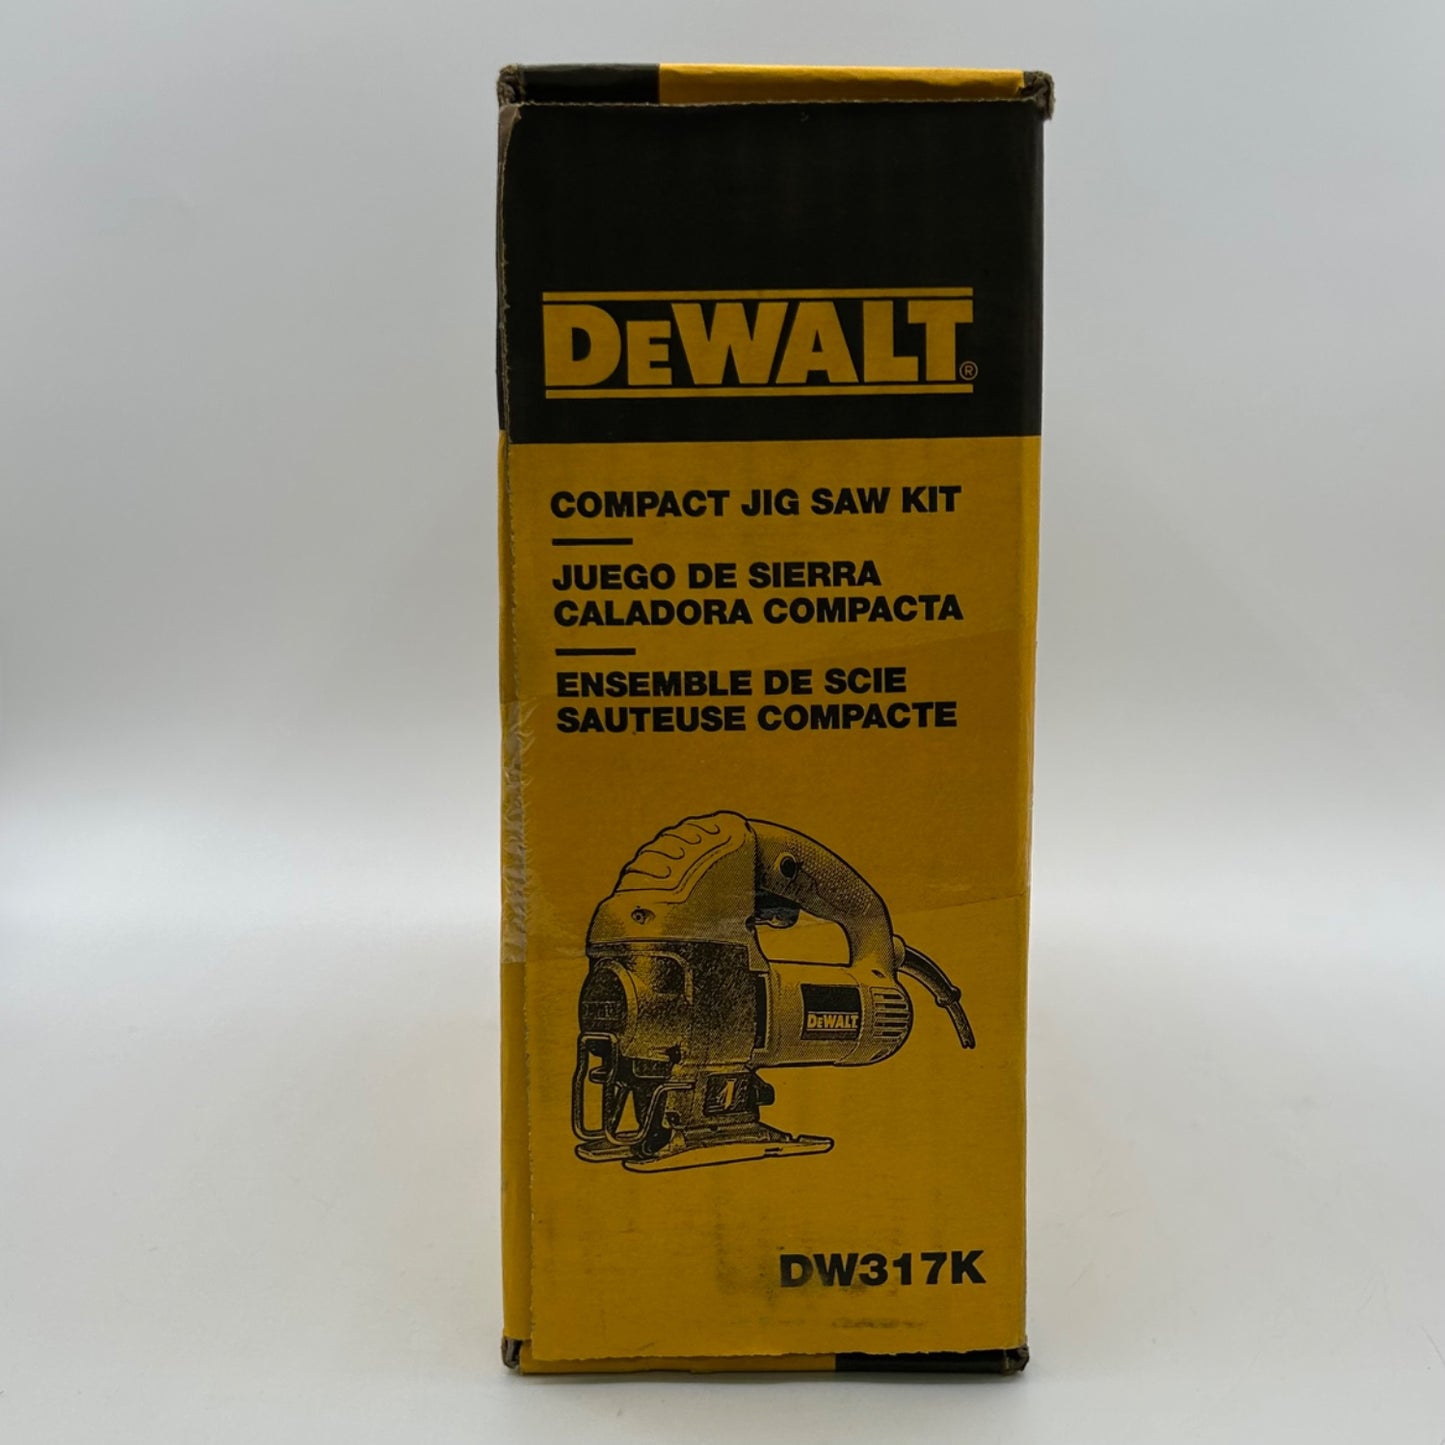 DEWALT®
COMPACT JIG SAW KIT
JUEGO DE SIERRA
CALADORA COMPACTA
ENSEMBLE DE SCIE
SAUTEUSE COMPACTE
DEWALT
DW317K